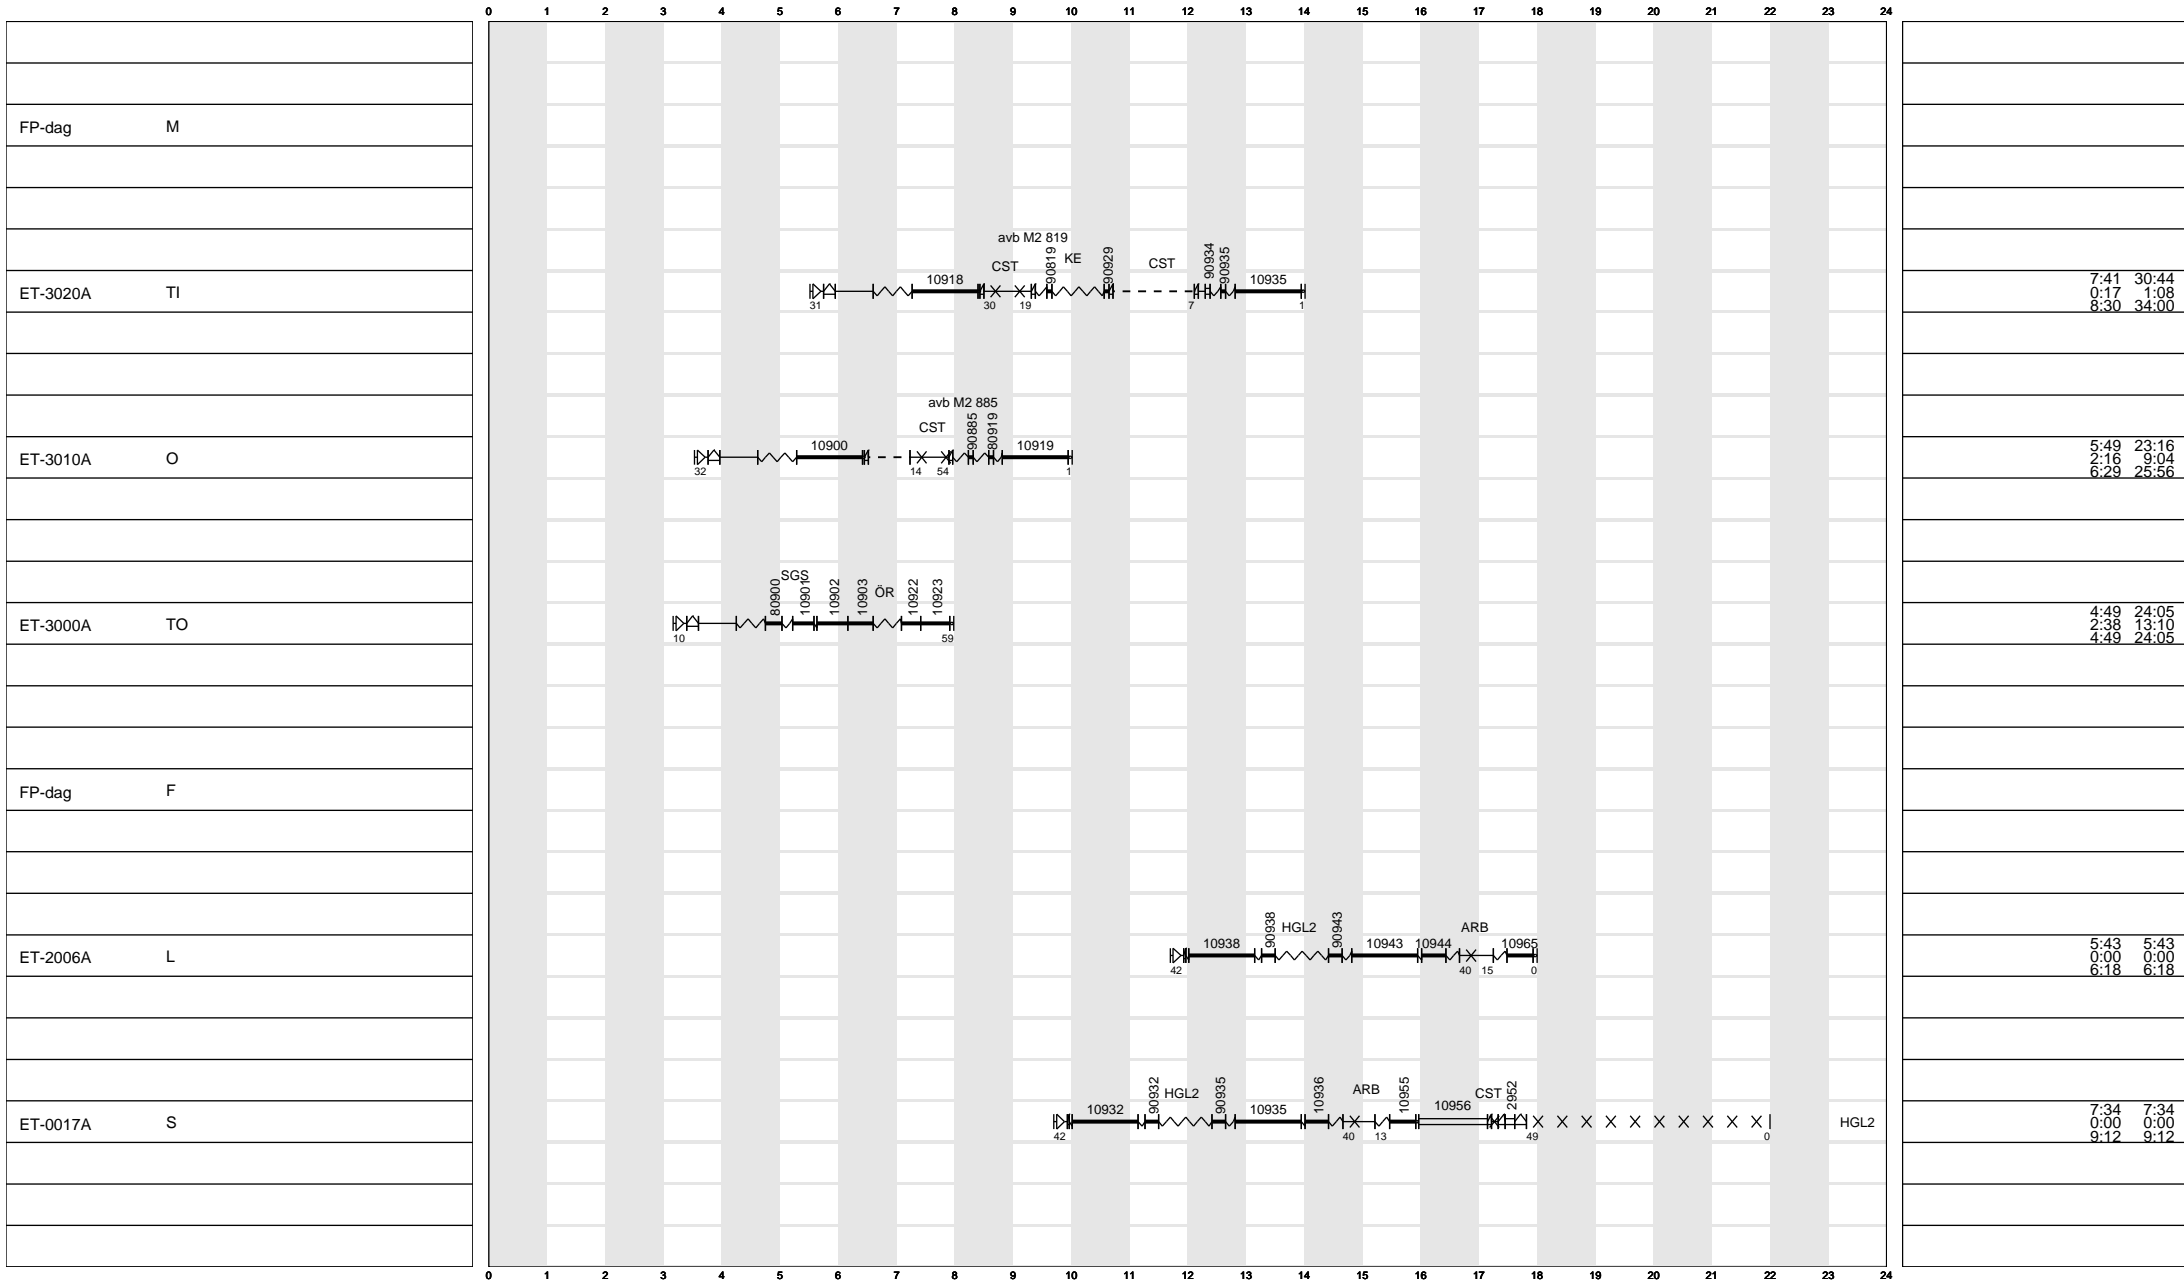 0 1 2 3 4 5 6 7 8 9 10 11 12 13 14 15 16 17 18 19 20 21 22 23 24
FP-dag M
avb M2 819
CST 90819 KE 90929 CST 90934 90935
ET-3020A TI 10918 10935 7:41 30:44
31 30 19 7 1 0:17 1:08
8:30 34:00
avb M2 885
CST 90885 80919
ET-3010A O 10900 10919 5:49 23:16
32 14 54 1 2:16 9:04
6:29 25:56
SGS
80900 10901 10902 10903 ÖR 10922 10923
ET-3000A TO 4:49 24:05
10 59 2:38 13:10
4:49 24:05
FP-dag F
90938 HGL2 90943 ARB
ET-2006A L 10938 10943 10944 10965 5:43 5:43
42 40 15 0 0:00 0:00
6:18 6:18
90932 HGL2 90935 10936 ARB 10955 CST 2952
ET-0017A S 10932 10935 10956 HGL2 7:34 7:34
42 40 13 49 0 0:00 0:00
9:12 9:12
0 1 2 3 4 5 6 7 8 9 10 11 12 13 14 15 16 17 18 19 20 21 22 23 24